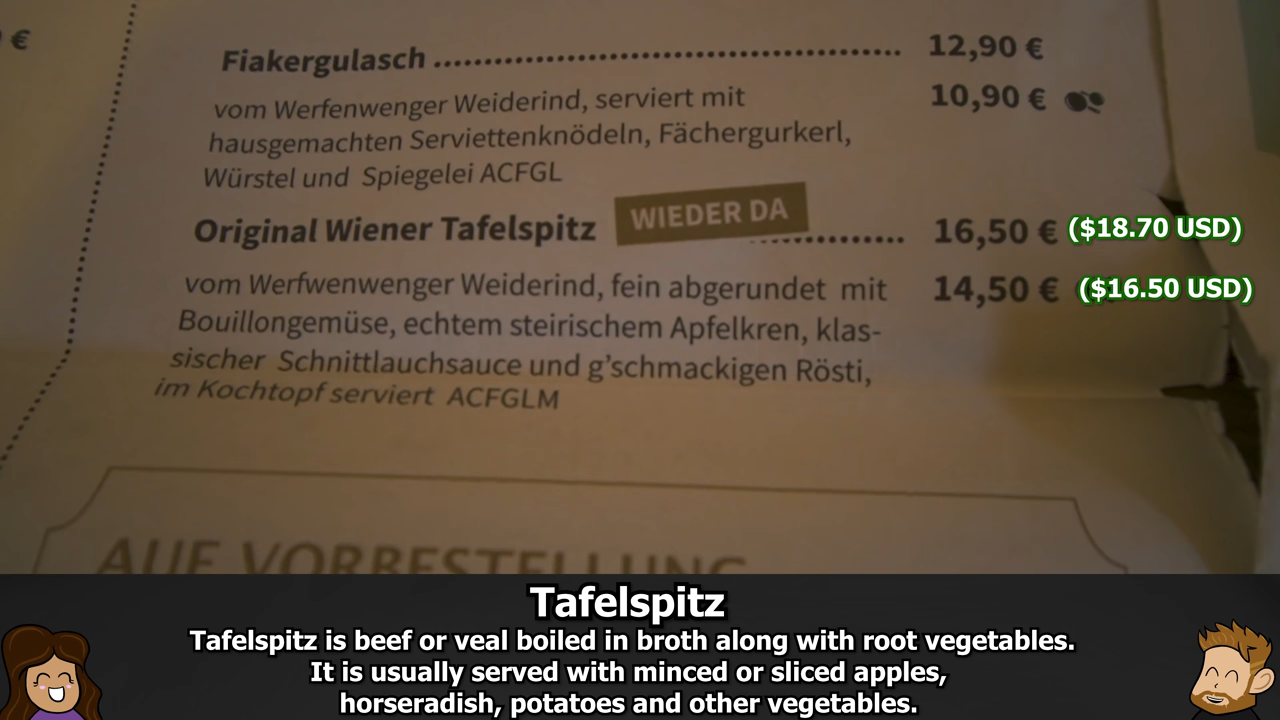 €
Fiakergulasch ........................................................ 12,90 €
vom Werfenwenger Weiderind, serviert mit 10,90 €
hausgemachten Serviettenknödeln, Fächergurkerl,
Würstel und Spiegelei ACFGL
Original Wiener Tafelspitz WIEDER DA .................. 16,50 € ($18.70 USD)
vom Werfwenwenger Weiderind, fein abgerundet mit 14,50 € ($16.50 USD)
Bouillongemüse, echtem steirischem Apfelkren, klas-
sischer Schnittlauchsauce und g'schmackigen Rösti,
im Kochtopf serviert ACFGLM
AUF VORBESTELLUNG
Tafelspitz
Tafelspitz is beef or veal boiled in broth along with root vegetables.
It is usually served with minced or sliced apples,
horseradish, potatoes and other vegetables.